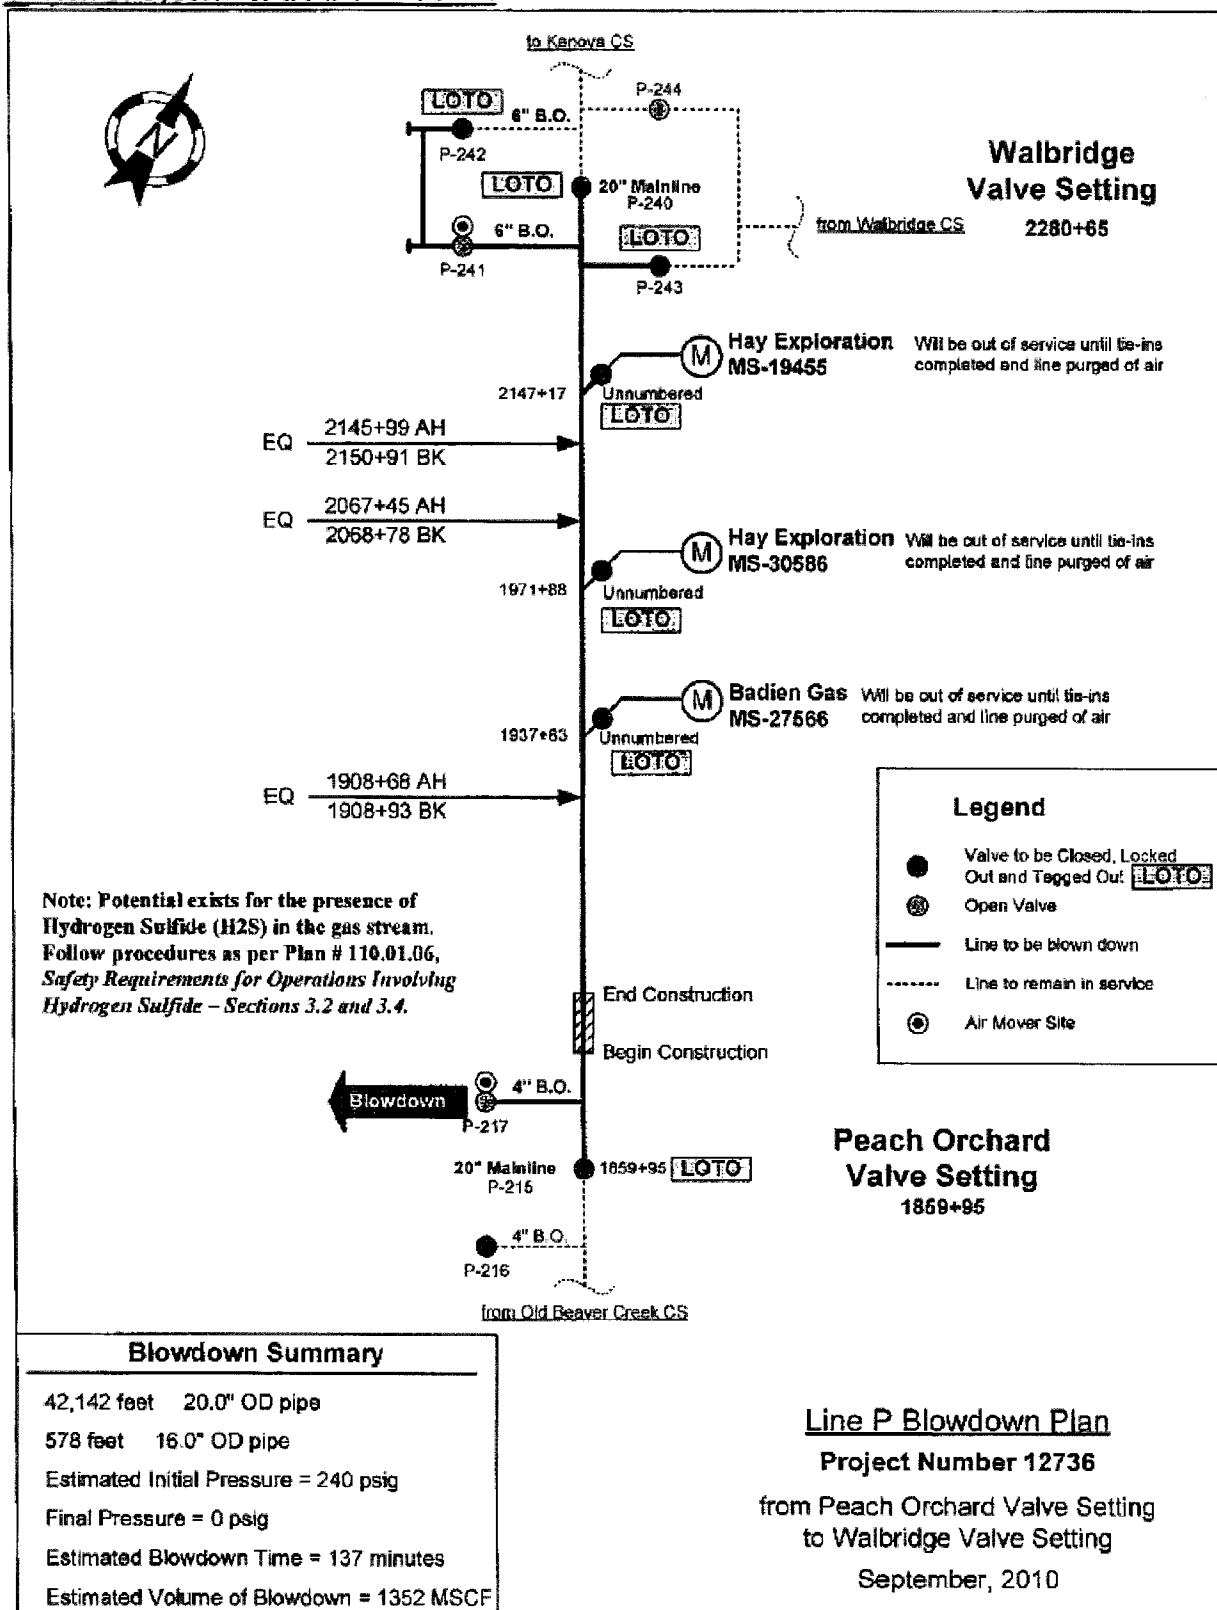 to Kenova CS
P-244
LOTO
6" B.O.
P-242
Walbridge
Valve Setting
2280+65
N
LOTO
20" Mainline
P-240
from Walbridge CS
6" B.O.
LOTO
P-241
P-243
M
Hay Exploration
MS-19455
Will be out of service until tie-ins
completed and line purged of air
2147+17
Unnumbered
LOTO
EQ
2145+99 AH
2150+91 BK
EQ
2067+45 AH
2068+78 BK
M
Hay Exploration
MS-30586
Will be out of service until tie-ins
completed and line purged of air
1971+88
Unnumbered
LOTO
M
Badien Gas
MS-27566
Will be out of service until tie-ins
completed and line purged of air
1937+63
Unnumbered
LOTO
EQ
1908+68 AH
1908+93 BK
Legend
Valve to be Closed, Locked
Out and Tagged Out LOTO
Open Valve
Line to be blown down
Line to remain in service
Air Mover Site
Note: Potential exists for the presence of
Hydrogen Sulfide (H2S) in the gas stream.
Follow procedures as per Plan # 110.01.06,
Safety Requirements for Operations Involving
Hydrogen Sulfide – Sections 3.2 and 3.4.
End Construction
Begin Construction
Blowdown
4" B.O.
P-217
20" Mainline
P-215
1859+95 LOTO
Peach Orchard
Valve Setting
1859+95
4" B.O.
P-216
from Old Beaver Creek CS
Blowdown Summary
42,142 feet 20.0" OD pipe
578 feet 16.0" OD pipe
Estimated Initial Pressure = 240 psig
Final Pressure = 0 psig
Estimated Blowdown Time = 137 minutes
Estimated Volume of Blowdown = 1352 MSCF
Line P Blowdown Plan
Project Number 12736
from Peach Orchard Valve Setting
to Walbridge Valve Setting
September, 2010